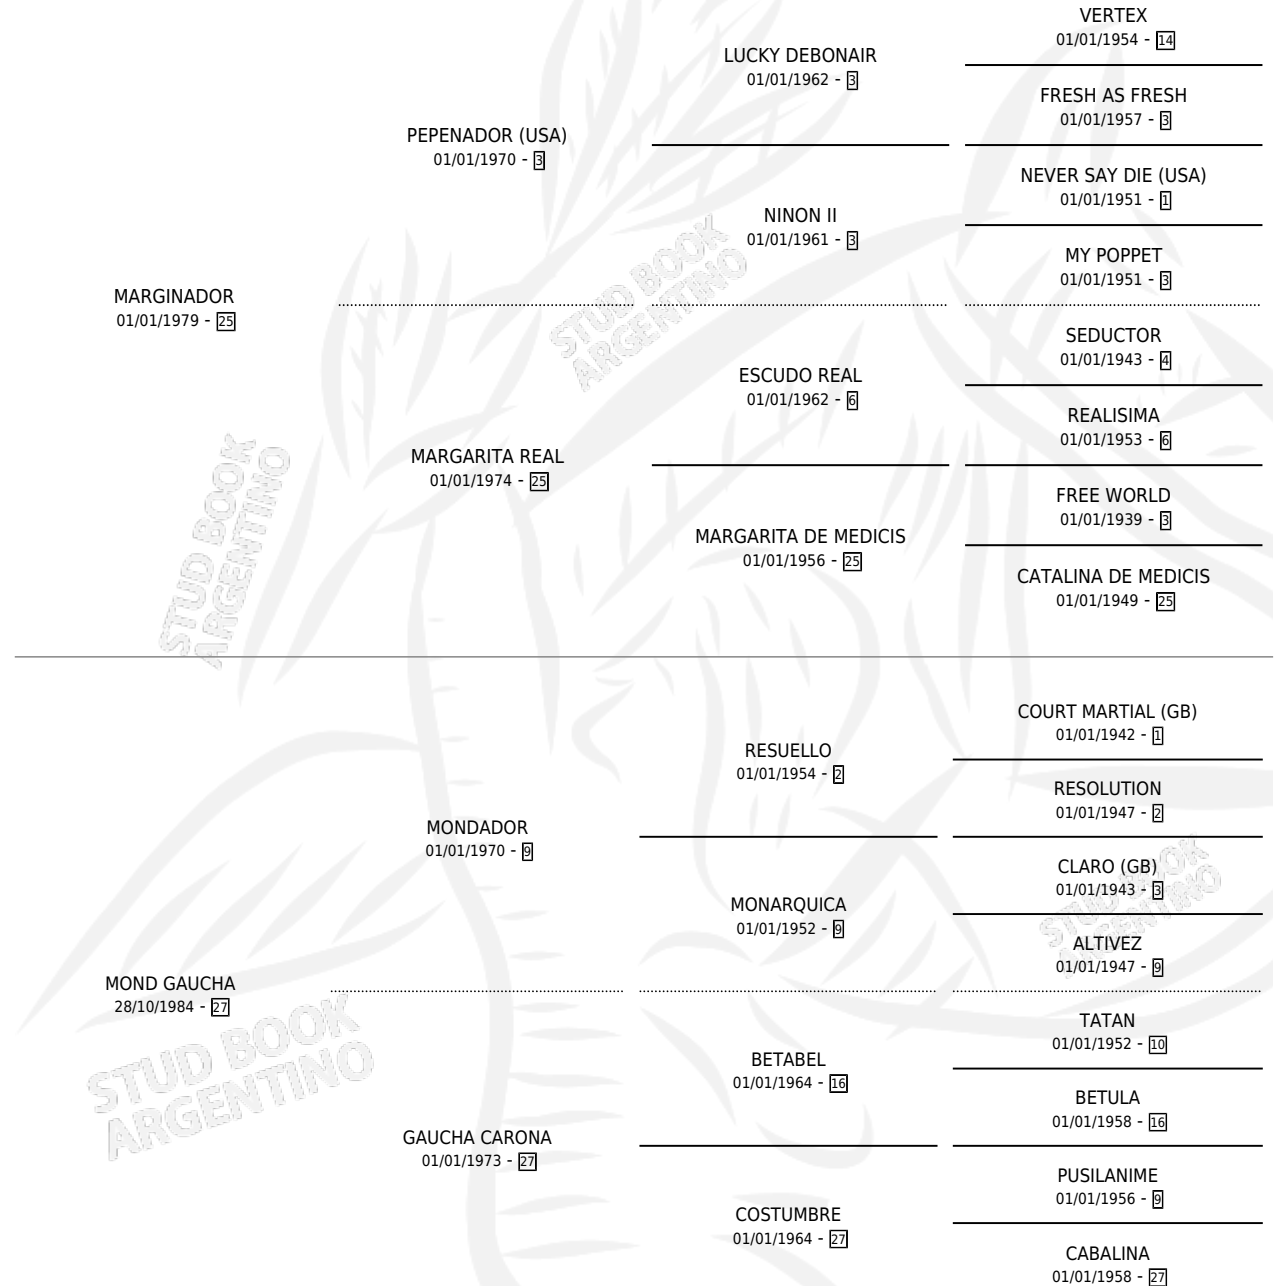 VERTEX
01/01/1954 - 14
LUCKY DEBONAIR
01/01/1962 - 3
FRESH AS FRESH
01/01/1957 - 3
PEPENADOR (USA)
01/01/1970 - 3
NEVER SAY DIE (USA)
01/01/1951 - 1
NINON II
01/01/1961 - 3
MY POPPET
01/01/1951 - 3
MARGINADOR
01/01/1979 - 25
STUD BOOK
ARGENTINO
SEDUCTOR
01/01/1943 - 4
ESCUDO REAL
01/01/1962 - 6
REALISIMA
01/01/1953 - 6
MARGARITA REAL
01/01/1974 - 25
FREE WORLD
01/01/1939 - 3
MARGARITA DE MEDICIS
01/01/1956 - 25
CATALINA DE MEDICIS
01/01/1949 - 25
STUD BOOK
ARGENTINO
COURT MARTIAL (GB)
01/01/1942 - 1
RESUELLO
01/01/1954 - 2
RESOLUTION
01/01/1947 - 2
MONDADOR
01/01/1970 - 9
CLARO (GB)
01/01/1943 - 3
MONARQUICA
01/01/1952 - 9
ALTIVEZ
01/01/1947 - 9
STUD BOOK
ARGENTINO
MOND GAUCHA
28/10/1984 - 27
STUD BOOK
ARGENTINO
TATAN
01/01/1952 - 10
BETABEL
01/01/1964 - 16
BETULA
01/01/1958 - 16
GAUCHA CARONA
01/01/1973 - 27
PUSILANIME
01/01/1956 - 9
COSTUMBRE
01/01/1964 - 27
CABALINA
01/01/1958 - 27